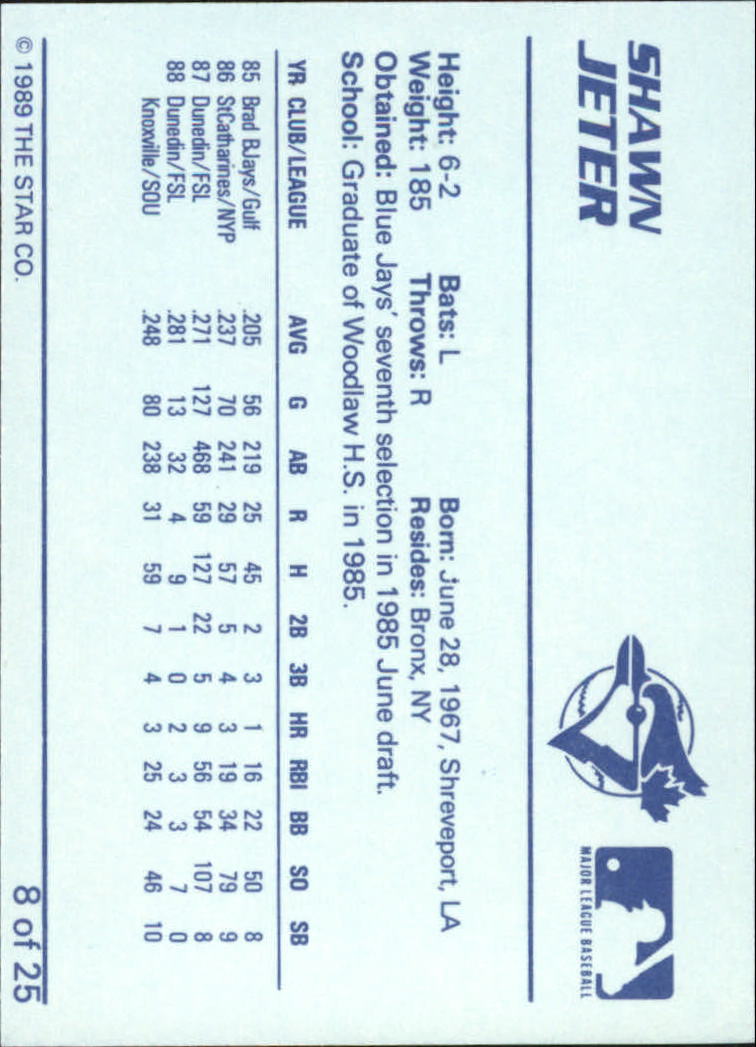 SHAWN
JETER
MAJOR LEAGUE BASEBALL
Height: 6-2 Bats: L Born: June 28, 1967, Shreveport, LA
Weight: 185 Throws: R Resides: Bronx, NY
Obtained: Blue Jays' seventh selection in 1985 June draft.
School: Graduate of Woodlaw H.S. in 1985.
YR CLUB/LEAGUE AVG G AB R H 2B 3B HR RBI BB SO SB
85 Brad BJays/Gulf .205 56 219 25 45 2 3 1 16 22 50 8
86 StCatharines/NYP .237 70 241 29 57 5 4 3 19 34 79 9
87 Dunedin/FSL .271 127 468 59 127 22 5 9 56 54 107 8
88 Dunedin/FSL .281 13 32 4 9 1 0 2 3 3 7 0
Knoxville/SOU .248 80 238 31 59 7 4 3 25 24 46 10
© 1989 THE STAR CO. 8 of 25